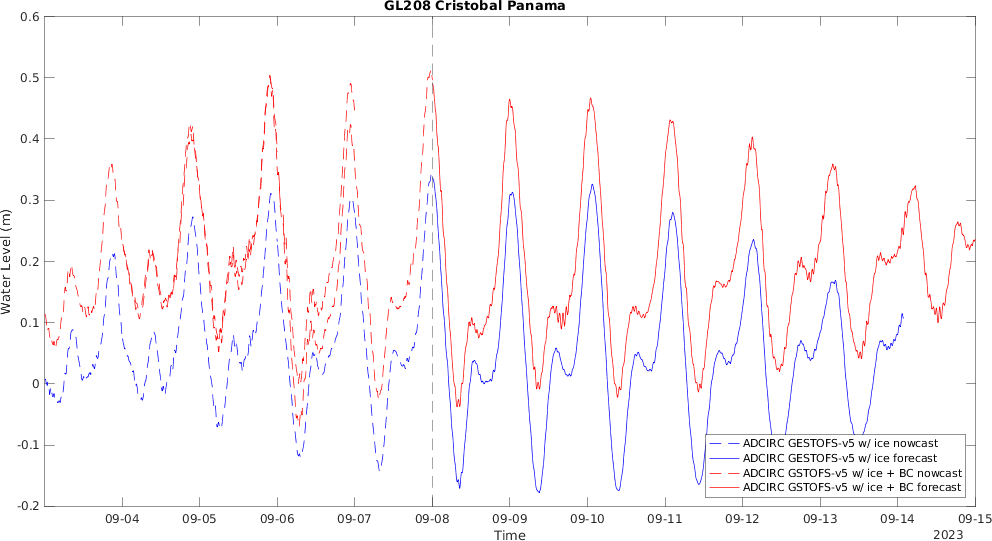 GL208 Cristobal Panama
0.6
0.5
0.4
0.3
0.2
0.1
0
-0.1
-0.2
Water Level (m)
ADCIRC GESTOFS-v5 w/ ice nowcast
ADCIRC GESTOFS-v5 w/ ice forecast
ADCIRC GSTOFS-v5 w/ ice + BC nowcast
ADCIRC GSTOFS-v5 w/ ice + BC forecast
09-04 09-05 09-06 09-07 09-08 09-09 09-10 09-11 09-12 09-13 09-14 09-15
Time
2023